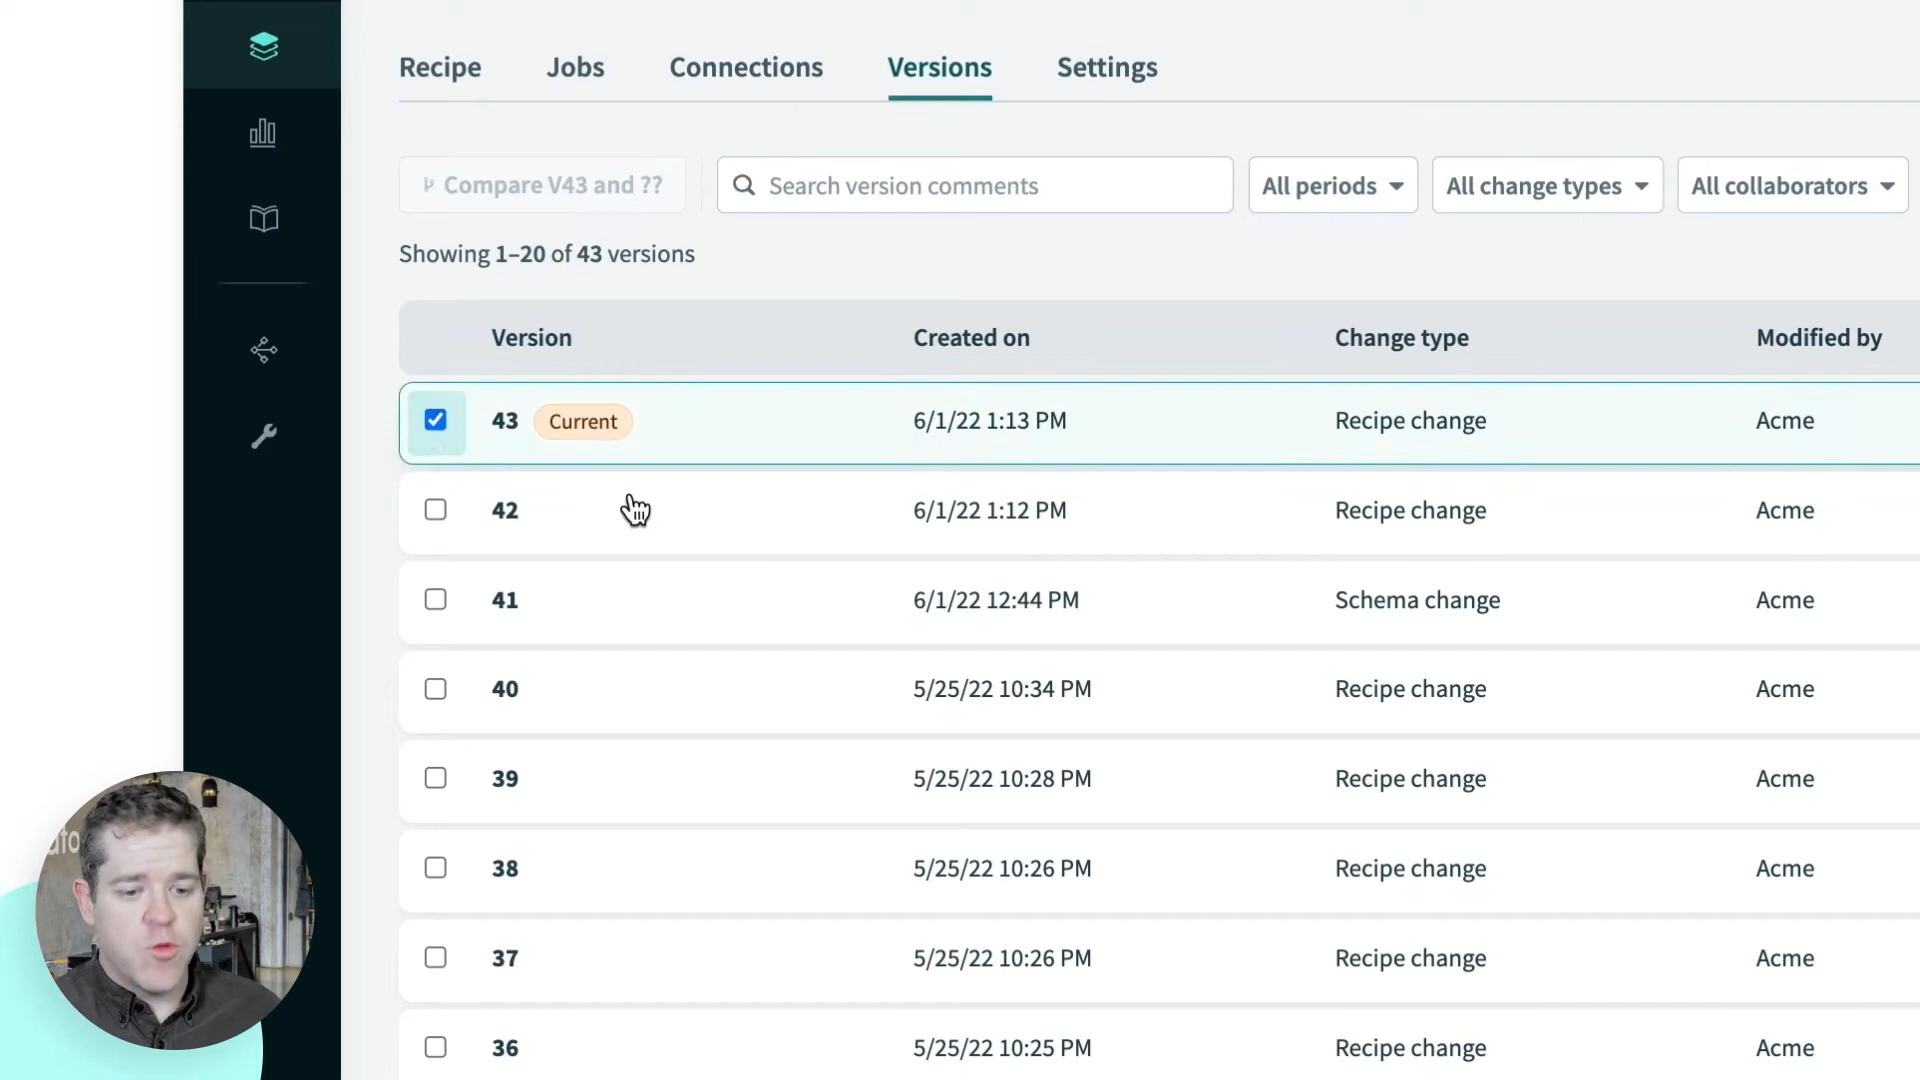 Recipe Jobs Connections Versions Settings
Compare V43 and ?? Search version comments All periods All change types All collaborators
Showing 1–20 of 43 versions
Version Created on Change type Modified by
43 Current 6/1/22 1:13 PM Recipe change Acme
42 6/1/22 1:12 PM Recipe change Acme
41 6/1/22 12:44 PM Schema change Acme
40 5/25/22 10:34 PM Recipe change Acme
39 5/25/22 10:28 PM Recipe change Acme
38 5/25/22 10:26 PM Recipe change Acme
37 5/25/22 10:26 PM Recipe change Acme
36 5/25/22 10:25 PM Recipe change Acme